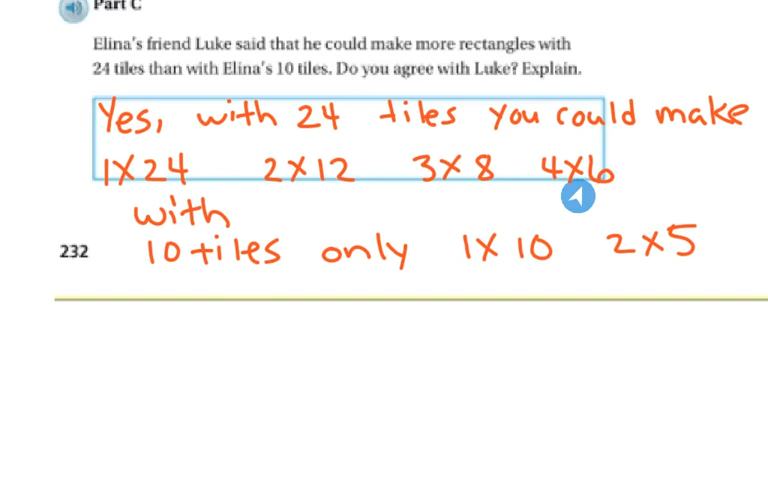 Part C
Elina's friend Luke said that he could make more rectangles with
24 tiles than with Elina's 10 tiles. Do you agree with Luke? Explain.
Yes, with 24 tiles you could make
1X24 2X12 3X8 4X6
with
232 10 tiles only 1X10 2X5